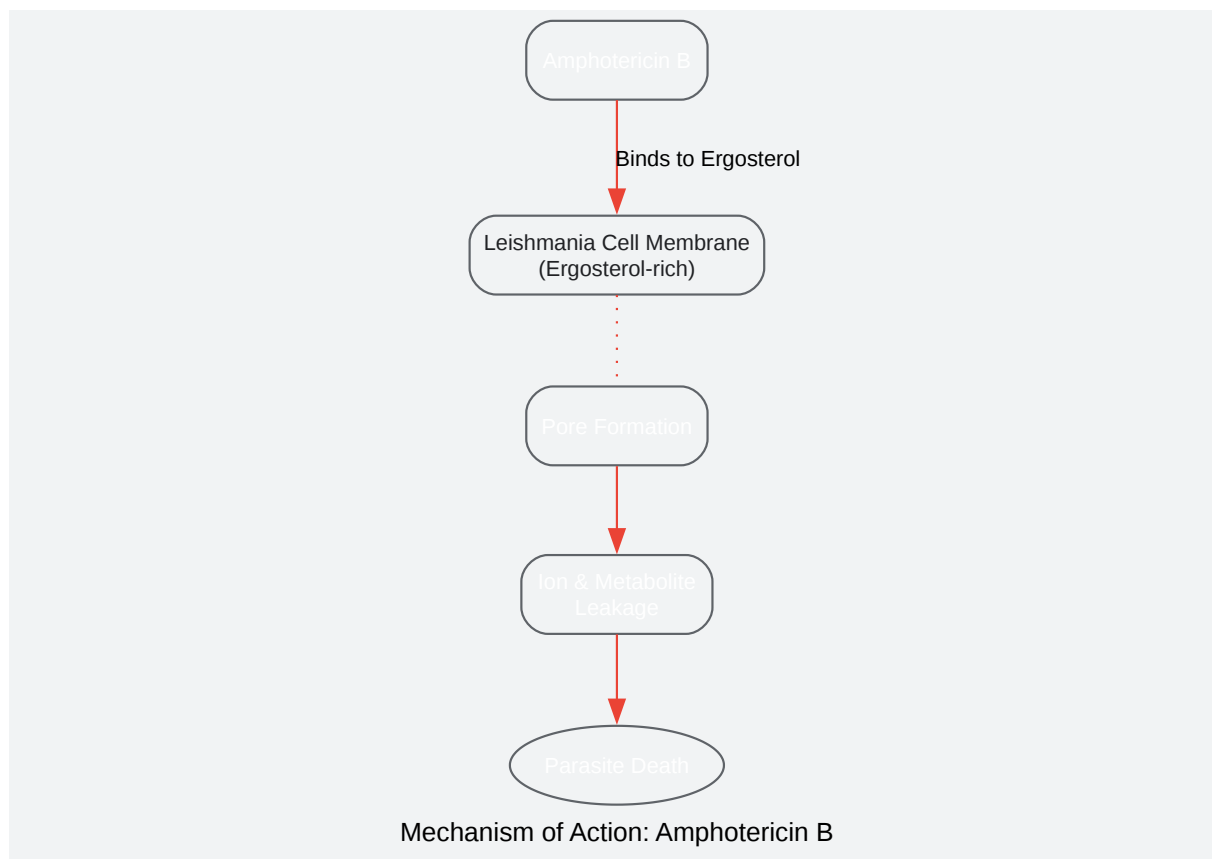 Amphotericin B
Binds to Ergosterol
Leishmania Cell Membrane
(Ergosterol-rich)
Pore Formation
Ion & Metabolite
Leakage
Parasite Death
Mechanism of Action: Amphotericin B